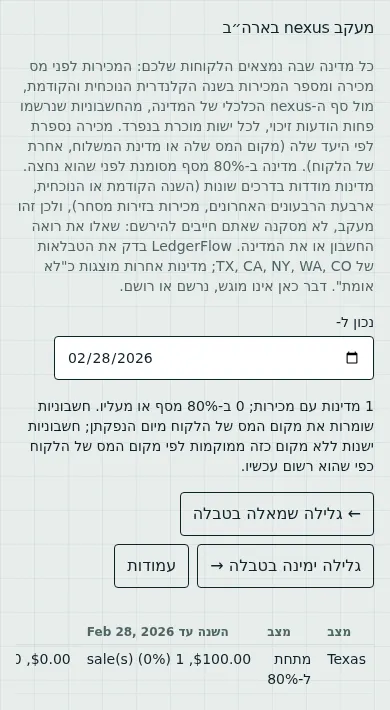 מעקב nexus בארה״ב
כל מדינה שבה נמצאים הלקוחות שלכם: המכירות לפני מס
מכירה ומספר המכירות בשנה הקלנדרית הנוכחית והקודמת,
מול סף ה-nexus הכלכלי של המדינה, מהחשבוניות שנרשמו
פחות הודעות זיכוי, לכל ישות מוכרת בנפרד. מכירה נספרת
לפי היעד שלה (מקום המס שלה או מדינת המשלוח, אחרת
של הלקוח). מדינה ב-80% מסף מסומנת לפני שהוא נחצה.
מדינות מודדות בדרכים שונות (השנה הקודמת או הנוכחית,
ארבעת הרבעונים האחרונים, מכירות בזירות מסחר), ולכן זהו
מעקב, לא מסקנה שאתם חייבים להירשם: שאלו את רואה
החשבון או את המדינה. LedgerFlow בדק את הטבלאות
של TX, CA, NY, WA, CO; מדינות אחרות מוצגות כ"לא
אומת". דבר כאן אינו מוגש, נרשם או רושם.
נכון ל-
02/28/2026
1 מדינות עם מכירות; 0 ב-80% מסף או מעליו. חשבוניות
שומרות את מקום המס של הלקוח מיום הנפקתן; חשבוניות
ישנות ללא מקום כזה ממוקמות לפי מקום המס של הלקוח
כפי שהוא רשום עכשיו.
← גלילה שמאלה בטבלה
גלילה ימינה בטבלה →
עמודות
מצב מצב השנה עד Feb 28, 2026
Texas מתחת $100.00, 1 sale(s) (0%) $0.00,
ל-80%